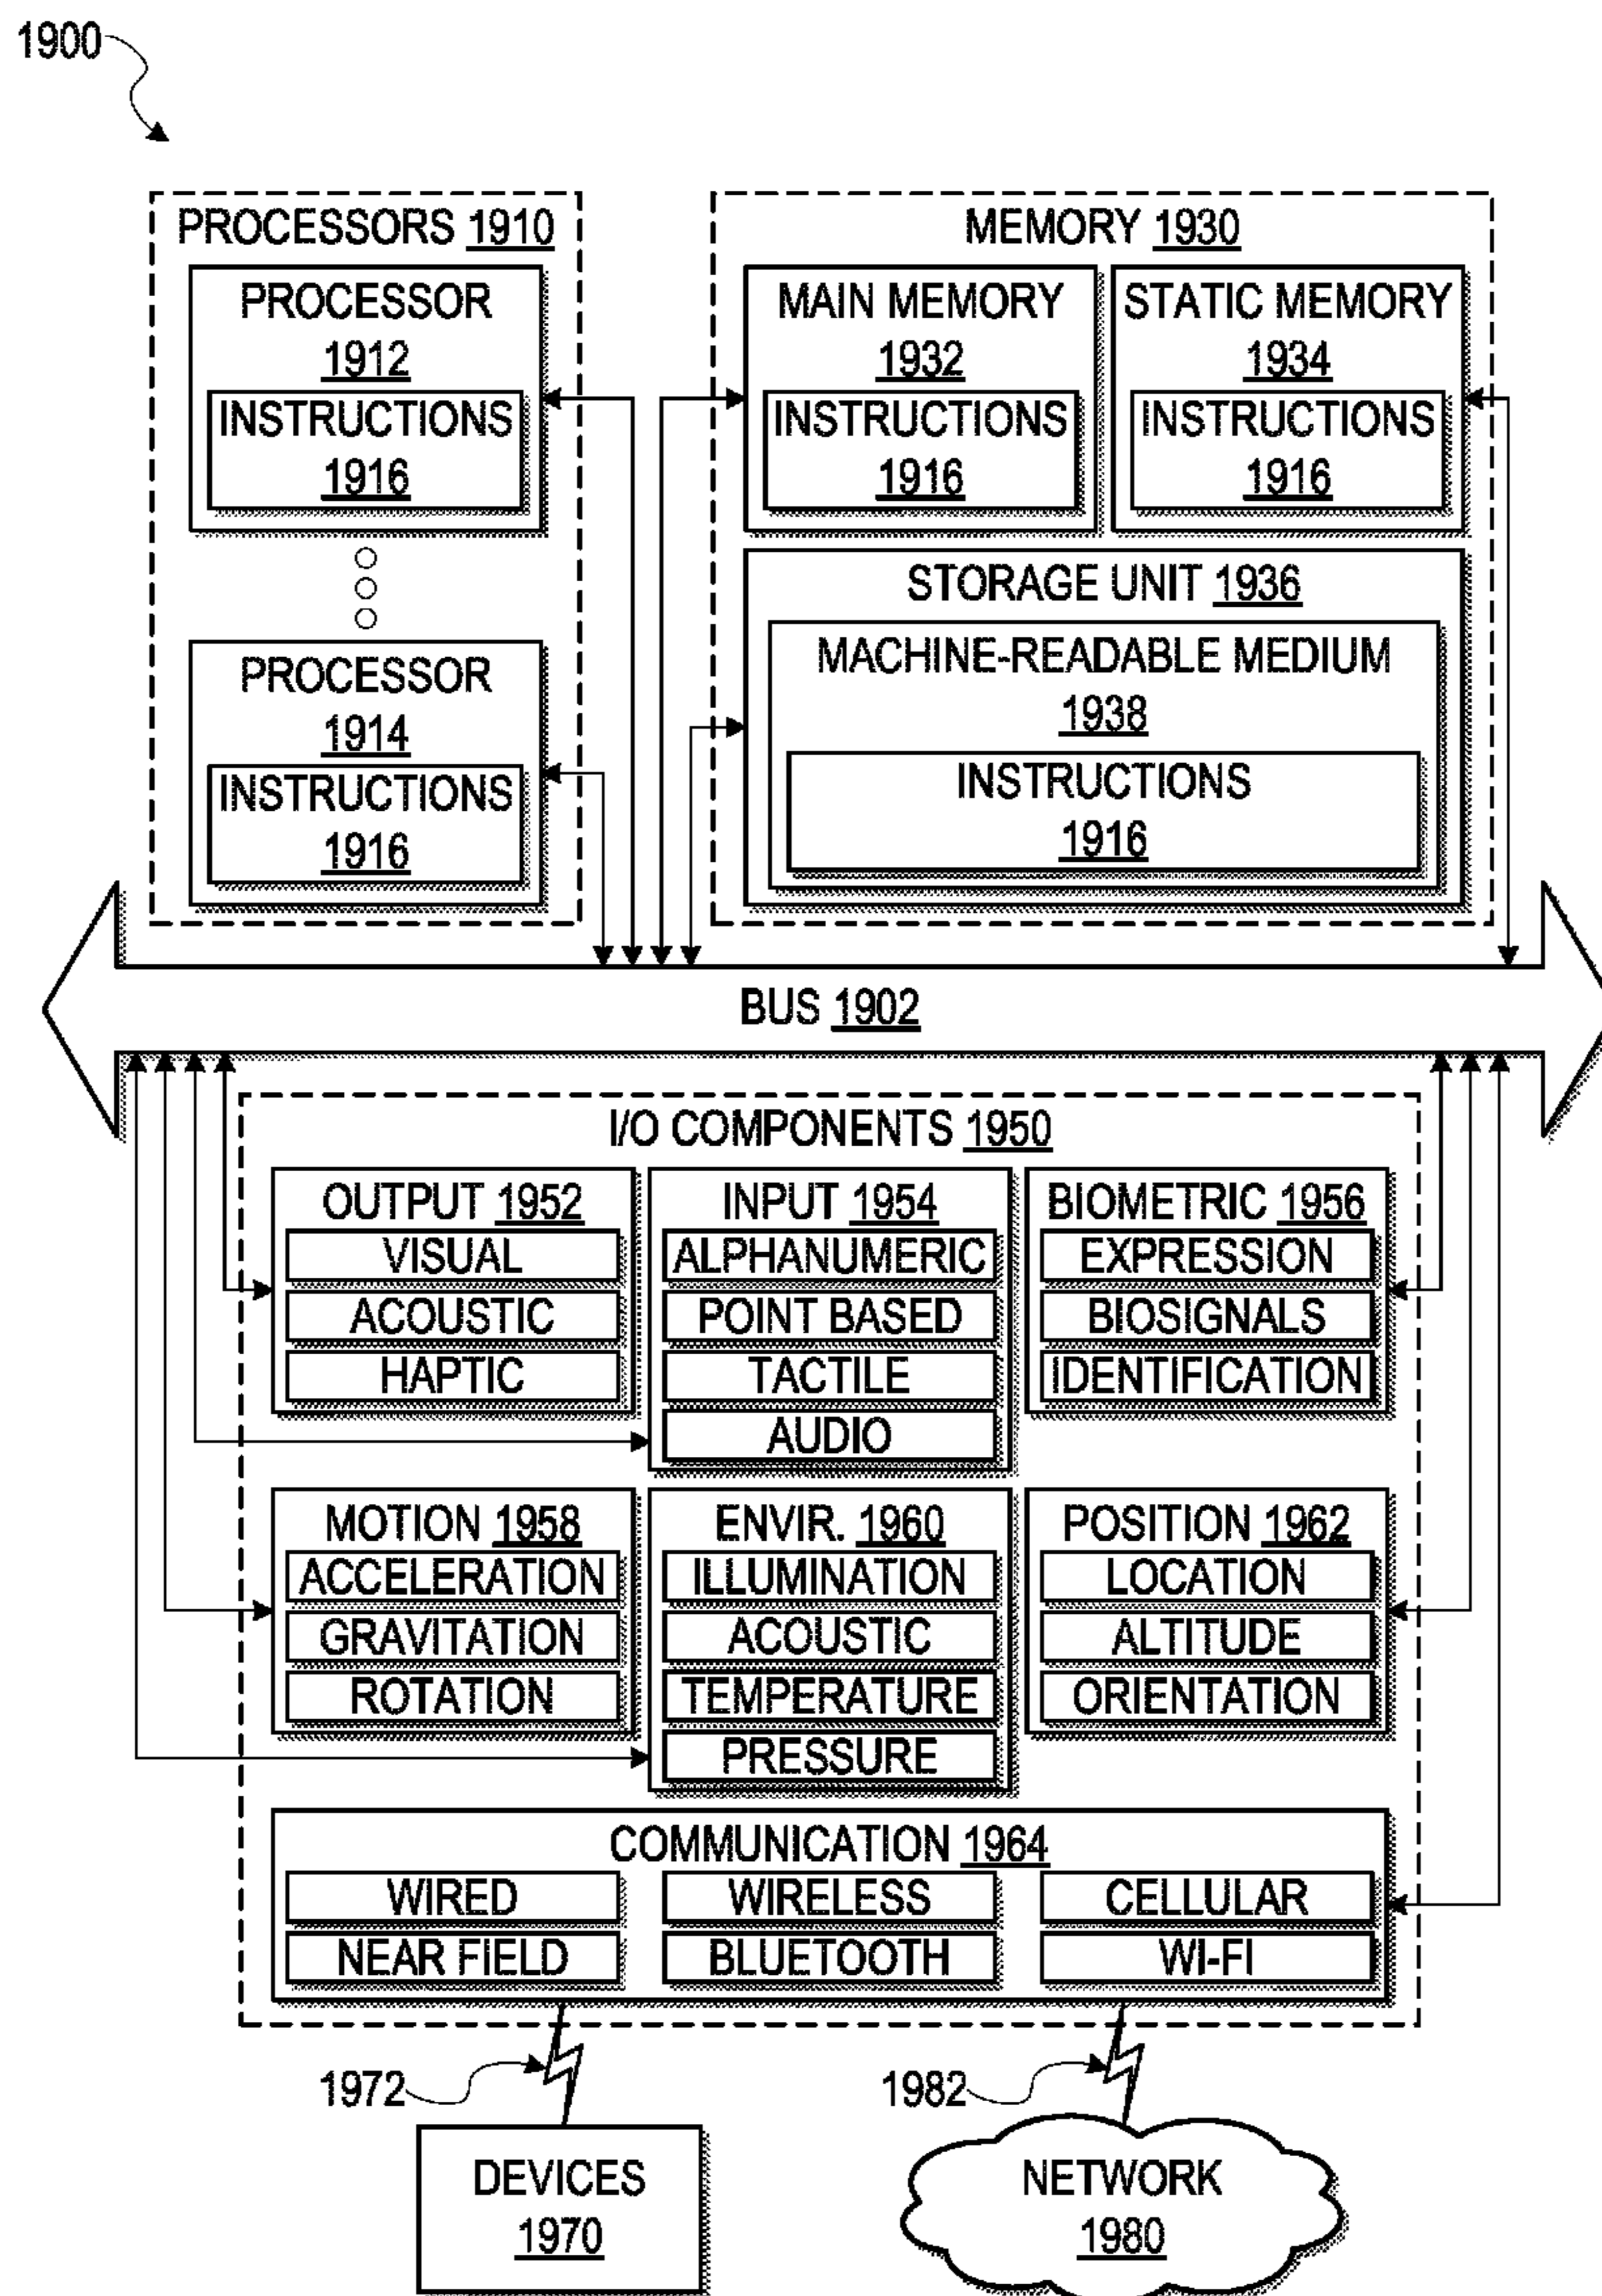 1900
PROCESSORS 1910
PROCESSOR
1912
INSTRUCTIONS
1916
PROCESSOR
1914
INSTRUCTIONS
1916
MEMORY 1930
MAIN MEMORY
1932
INSTRUCTIONS
1916
STATIC MEMORY
1934
INSTRUCTIONS
1916
STORAGE UNIT 1936
MACHINE-READABLE MEDIUM
1938
INSTRUCTIONS
1916
BUS 1902
I/O COMPONENTS 1950
OUTPUT 1952
VISUAL
ACOUSTIC
HAPTIC
INPUT 1954
ALPHANUMERIC
POINT BASED
TACTILE
AUDIO
BIOMETRIC 1956
EXPRESSION
BIOSIGNALS
IDENTIFICATION
MOTION 1958
ACCELERATION
GRAVITATION
ROTATION
ENVIR. 1960
ILLUMINATION
ACOUSTIC
TEMPERATURE
PRESSURE
POSITION 1962
LOCATION
ALTITUDE
ORIENTATION
COMMUNICATION 1964
WIRED
WIRELESS
CELLULAR
NEAR FIELD
BLUETOOTH
WI-FI
1972
1982
DEVICES
1970
NETWORK
1980